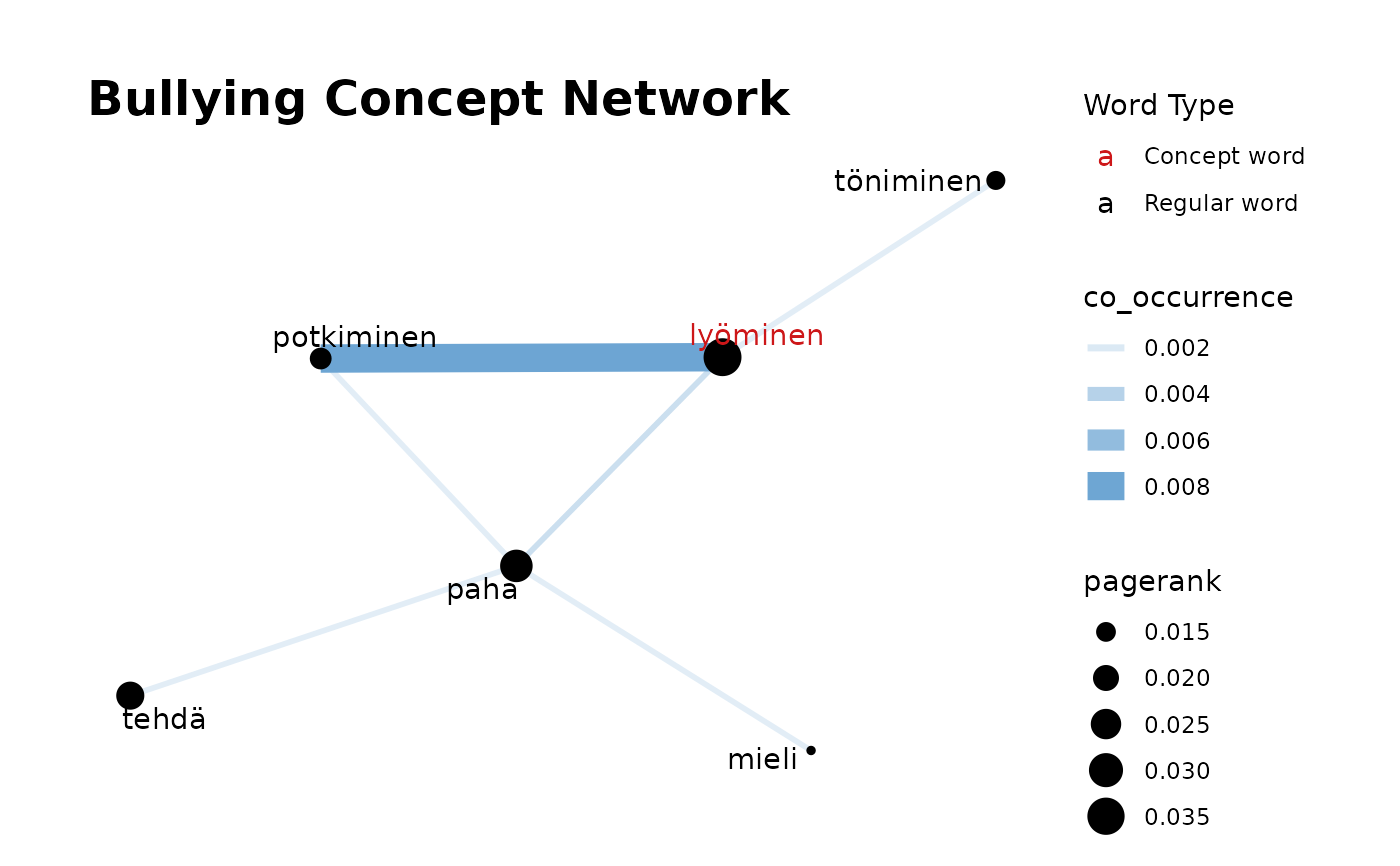 Bullying Concept Network
töniminen
potkiminen
lyöminen
paha
tehdä
mieli
Word Type
a Concept word
a Regular word
co_occurrence
0.002
0.004
0.006
0.008
pagerank
0.015
0.020
0.025
0.030
0.035